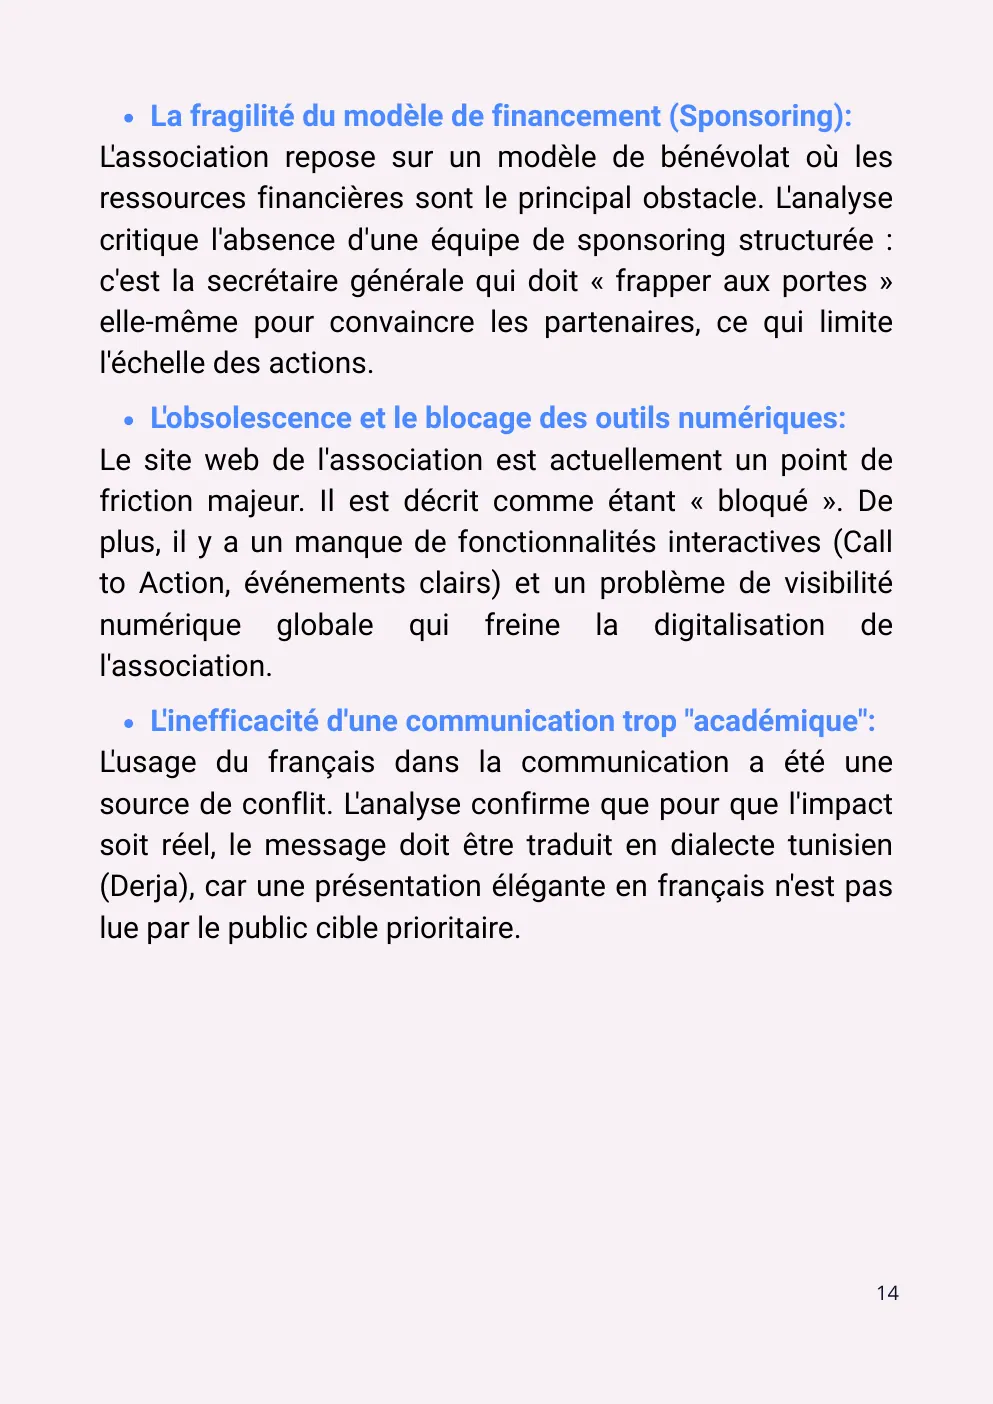 • La fragilité du modèle de financement (Sponsoring):
L'association repose sur un modèle de bénévolat où les
ressources financières sont le principal obstacle. L'analyse
critique l'absence d'une équipe de sponsoring structurée :
c'est la secrétaire générale qui doit « frapper aux portes »
elle-même pour convaincre les partenaires, ce qui limite
l'échelle des actions.
• L'obsolescence et le blocage des outils numériques:
Le site web de l'association est actuellement un point de
friction majeur. Il est décrit comme étant « bloqué ». De
plus, il y a un manque de fonctionnalités interactives (Call
to Action, événements clairs) et un problème de visibilité
numérique globale qui freine la digitalisation de
l'association.
• L'inefficacité d'une communication trop "académique":
L'usage du français dans la communication a été une
source de conflit. L'analyse confirme que pour que l'impact
soit réel, le message doit être traduit en dialecte tunisien
(Derja), car une présentation élégante en français n'est pas
lue par le public cible prioritaire.
14